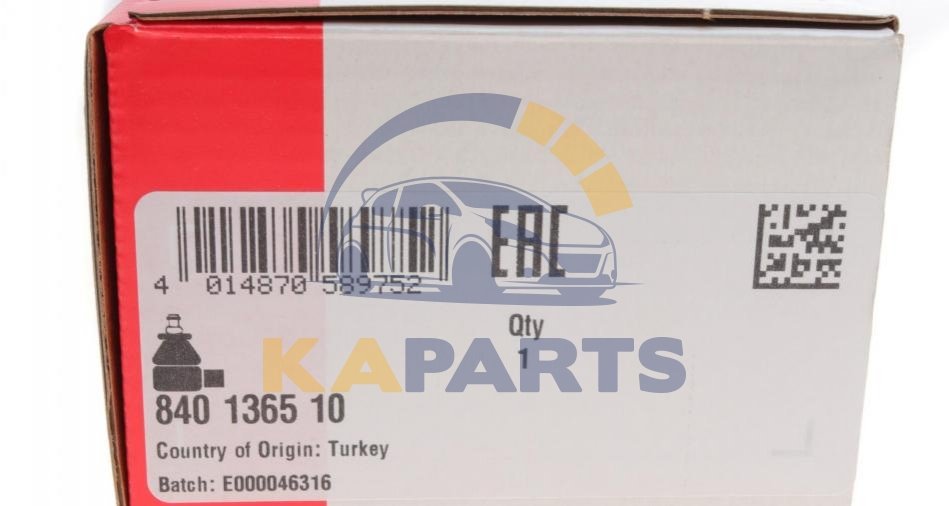 EAC
4 014870 589752
Qty
1
KAPARTS
840 1365 10
Country of Origin: Turkey
Batch: E000046316